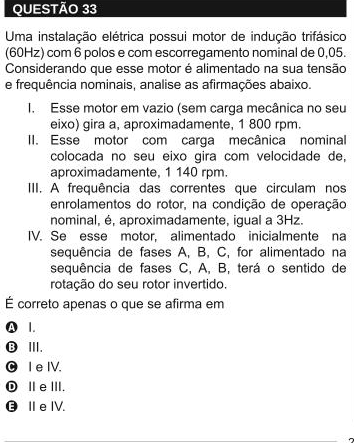 QUESTÃO 33
Uma instalação elétrica possui motor de indução trifásico
(60Hz) com 6 polos e com escorregamento nominal de 0,05.
Considerando que esse motor é alimentado na sua tensão
e frequência nominais, analise as afirmações abaixo.
I. Esse motor em vazio (sem carga mecânica no seu
eixo) gira a, aproximadamente, 1 800 rpm.
II. Esse motor com carga mecânica nominal
colocada no seu eixo gira com velocidade de,
aproximadamente, 1 140 rpm.
III. A frequência das correntes que circulam nos
enrolamentos do rotor, na condição de operação
nominal, é, aproximadamente, igual a 3Hz.
IV. Se esse motor, alimentado inicialmente na
sequência de fases A, B, C, for alimentado na
sequência de fases C, A, B, terá o sentido de
rotação do seu rotor invertido.
É correto apenas o que se afirma em
A I.
B III.
C I e IV.
D II e III.
E II e IV.